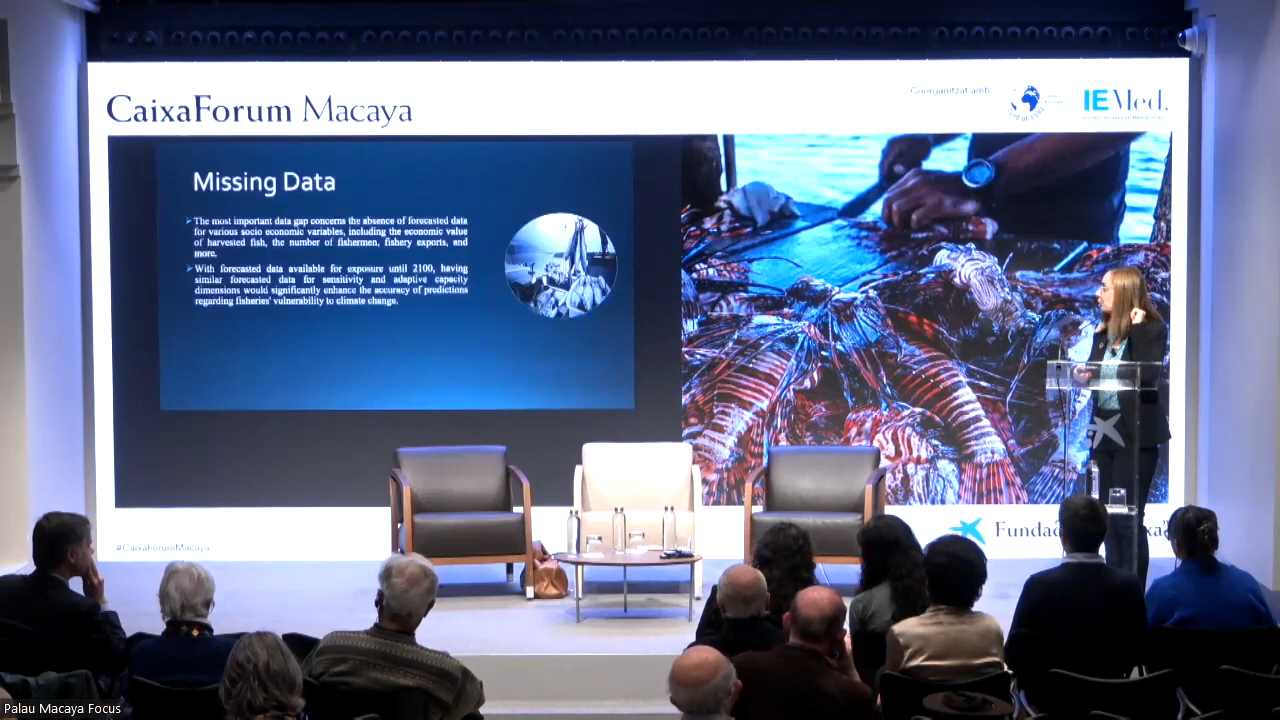 CaixaForum Macaya
Coorganitzat amb:
IEMed.
Missing Data
The most important data gap concerns the absence of forecasted data
for various socio economic variables, including the economic value
of harvested fish, the number of fishermen, fishery exports, and
more.
With forecasted data available for exposure until 2100, having
similar forecasted data for sensitivity and adaptive capacity
dimensions would significantly enhance the accuracy of predictions
regarding fisheries' vulnerability to climate change.
#CaixaForumMacaya
Palau Macaya Focus